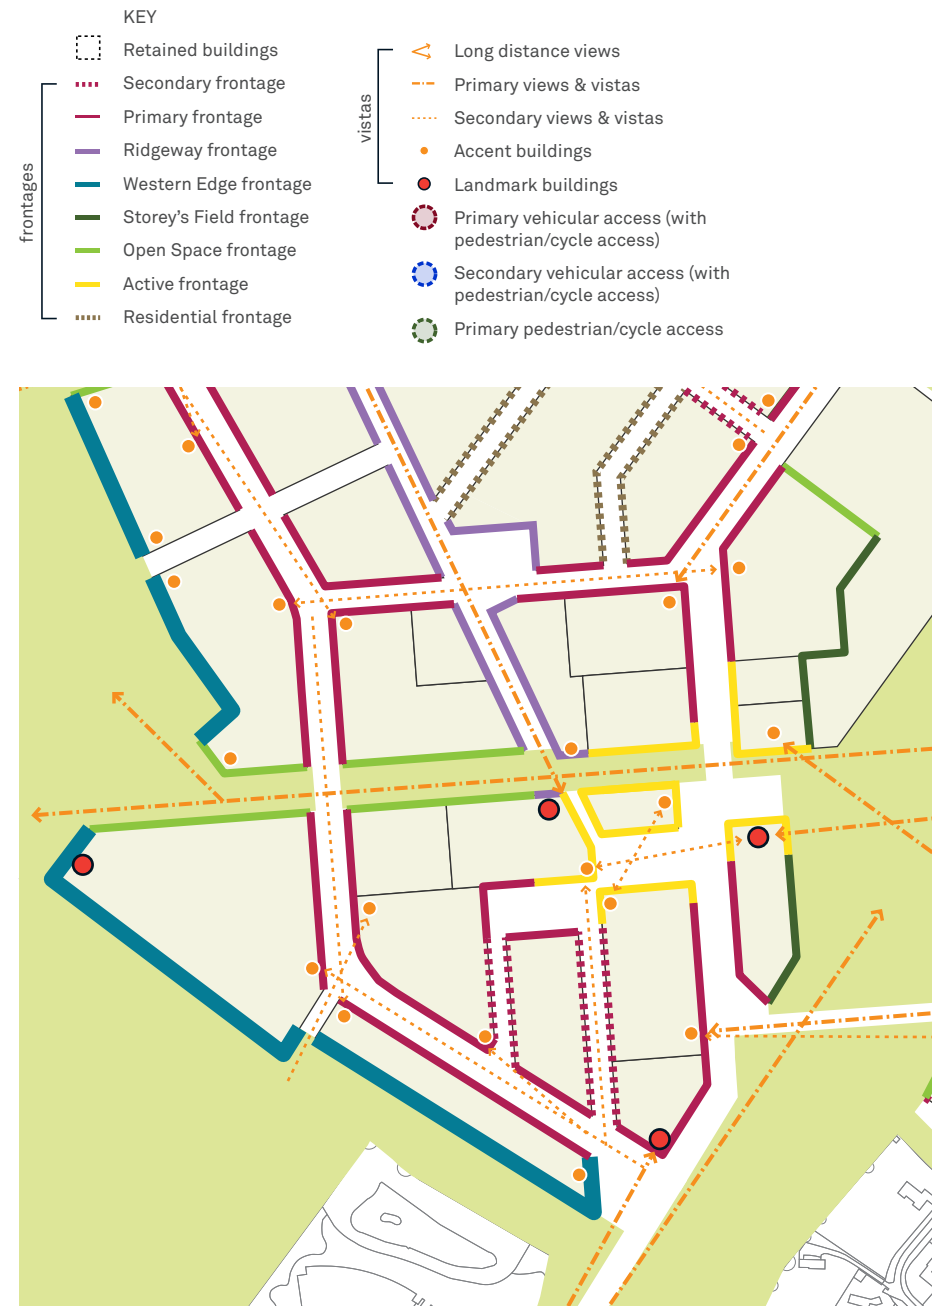 KEY
Retained buildings
Secondary frontage
Primary frontage
Ridgeway frontage
Western Edge frontage
Storey's Field frontage
Open Space frontage
Active frontage
Residential frontage
frontages
Long distance views
Primary views & vistas
Secondary views & vistas
Accent buildings
Landmark buildings
vistas
Primary vehicular access (with
pedestrian/cycle access)
Secondary vehicular access (with
pedestrian/cycle access)
Primary pedestrian/cycle access